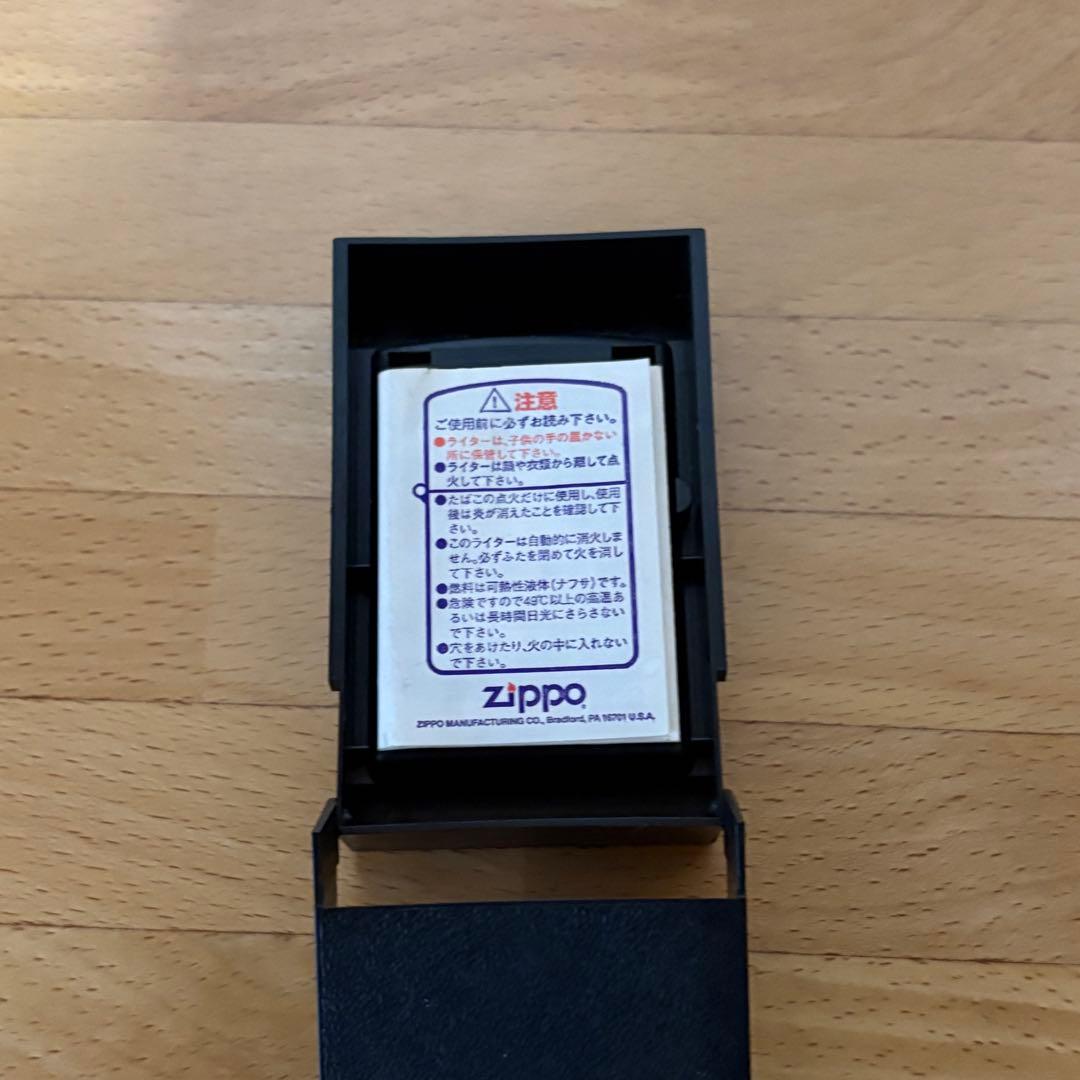 注意
ご使用前に必ずお読み下さい。
●ライターは、子供の手の届かない
所に保管して下さい。
●ライターは顔や衣類から離して点
火して下さい。
●たばこの点火だけに使用し、使用
後は炎が消えたことを確認して下
さい。
●このライターは自動的に消火しま
せん。必ずふたを閉めて火を消し
て下さい。
●燃料は可熱性液体(ナフサ)です。
●危険ですので49℃以上の高温あ
るいは長時間日光にさらさない
で下さい。
●穴をあけたり、火の中に入れない
で下さい。
zippo
ZIPPO MANUFACTURING CO., Bradford, PA 16701 U.S.A.